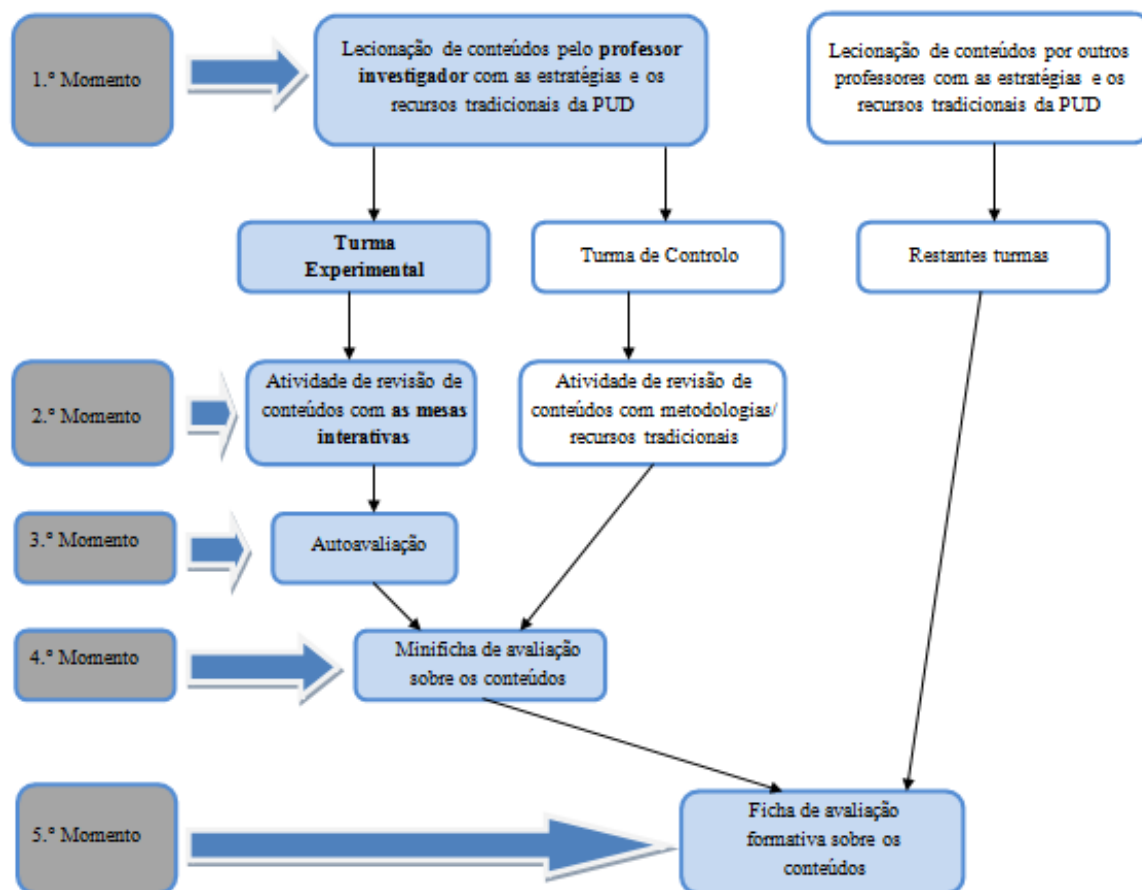 1.º Momento
Lecionação de conteúdos pelo professor
investigador com as estratégias e os
recursos tradicionais da PUD
Lecionação de conteúdos por outros
professores com as estratégias e os
recursos tradicionais da PUD
Turma
Experimental
Turma de Controlo
Restantes turmas
2.º Momento
Atividade de revisão de
conteúdos com as mesas
interativas
Atividade de revisão de
conteúdos com metodologias/
recursos tradicionais
3.º Momento
Autoavaliação
4.º Momento
Minificha de avaliação
sobre os conteúdos
5.º Momento
Ficha de avaliação
formativa sobre os
conteúdos